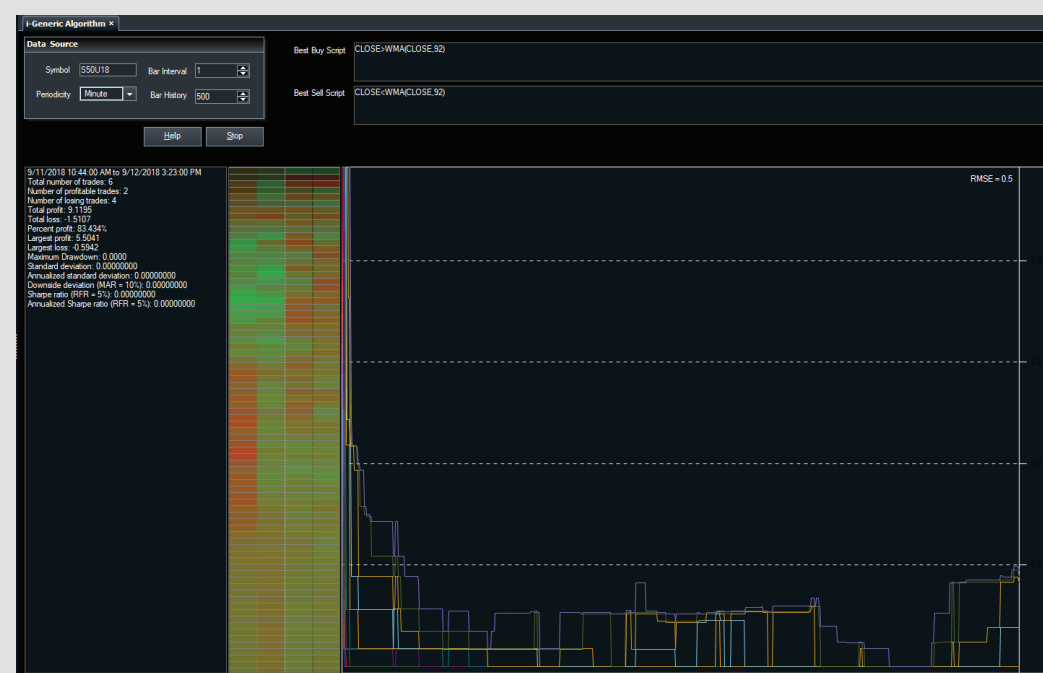 i-Generic Algorithm ×
Data Source
Symbol S50U18 Bar Interval 1
Periodicity Minute Bar History 500
Help Stop
Best Buy Script CLOSE>WMA(CLOSE,92)
Best Sell Script CLOSE<WMA(CLOSE,92)
9/11/2018 10:44:00 AM to 9/12/2018 3:23:00 PM
Total number of trades: 6
Number of profitable trades: 2
Number of losing trades: 4
Total profit: 9.1195
Total loss: -1.5107
Percent profit: 83.434%
Largest profit: 5.5041
Largest loss: -0.5942
Maximum Drawdown: 0.0000
Standard deviation: 0.00000000
Annualized standard deviation: 0.00000000
Downside deviation (MAR = 10%): 0.00000000
Sharpe ratio (RFR = 5%): 0.00000000
Annualized Sharpe ratio (RFR = 5%): 0.00000000
RMSE = 0.5